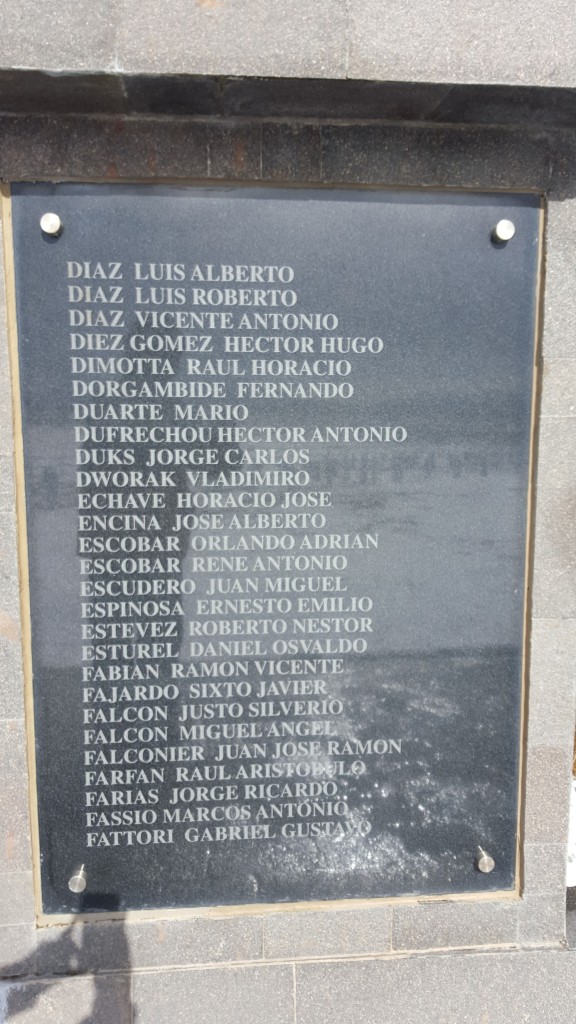 DIAZ LUIS ALBERTO
DIAZ LUIS ROBERTO
DIAZ VICENTE ANTONIO
DIEZ GOMEZ HECTOR HUGO
DIMOTTA RAUL HORACIO
DORGAMBIDE FERNANDO
DUARTE MARIO
DUFRECHOU HECTOR ANTONIO
DUKS JORGE CARLOS
DWORAK VLADIMIRO
ECHAVE HORACIO JOSE
ENCINA JOSE ALBERTO
ESCOBAR ORLANDO ADRIAN
ESCOBAR RENE ANTONIO
ESCUDERO JUAN MIGUEL
ESPINOSA ERNESTO EMILIO
ESTEVEZ ROBERTO NESTOR
ESTUREL DANIEL OSVALDO
FABIAN RAMON VICENTE
FAJARDO SIXTO JAVIER
FALCON JUSTO SILVERIO
FALCON MIGUEL ANGEL
FALCONIER JUAN JOSE RAMON
FARFAN RAUL ARISTOBULO
FARIAS JORGE RICARDO
FASSIO MARCOS ANTONIO
FATTORI GABRIEL GUSTAVO